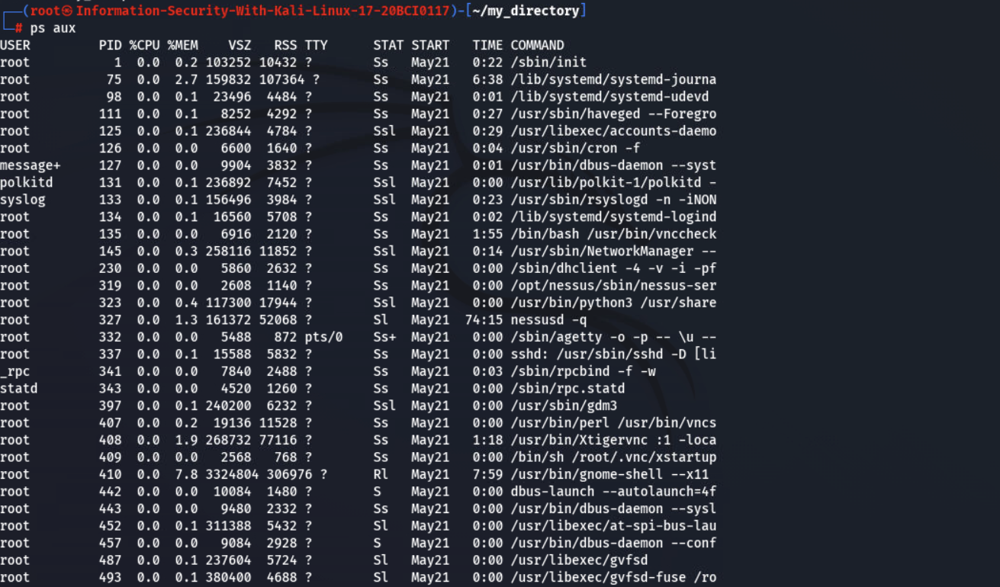 (root㉿Information-Security-With-Kali-Linux-17-20BCI0117)-[~/my_directory]
# ps aux
USER PID %CPU %MEM VSZ RSS TTY STAT START TIME COMMAND
root 1 0.0 0.2 103252 10432 ? Ss May21 0:22 /sbin/init
root 75 0.0 2.7 159832 107364 ? Ss May21 6:38 /lib/systemd/systemd-journa
root 98 0.0 0.1 23496 4484 ? Ss May21 0:01 /lib/systemd/systemd-udevd
root 111 0.0 0.1 8252 4292 ? Ss May21 0:27 /usr/sbin/haveged --Foregro
root 125 0.0 0.1 236844 4784 ? Ssl May21 0:29 /usr/libexec/accounts-daemo
root 126 0.0 0.0 6600 1640 ? Ss May21 0:04 /usr/sbin/cron -f
message+ 127 0.0 0.0 9904 3832 ? Ss May21 0:01 /usr/bin/dbus-daemon --syst
polkitd 131 0.0 0.1 236892 7452 ? Ssl May21 0:00 /usr/lib/polkit-1/polkitd -
syslog 133 0.0 0.1 156496 3984 ? Ssl May21 0:23 /usr/sbin/rsyslogd -n -iNON
root 134 0.0 0.1 16560 5708 ? Ss May21 0:02 /lib/systemd/systemd-logind
root 135 0.0 0.0 6916 2120 ? Ss May21 1:55 /bin/bash /usr/bin/vnccheck
root 145 0.0 0.3 258116 11852 ? Ssl May21 0:14 /usr/sbin/NetworkManager --
root 230 0.0 0.0 5860 2632 ? Ss May21 0:00 /sbin/dhclient -4 -v -i -pf
root 319 0.0 0.0 2608 1140 ? Ss May21 0:00 /opt/nessus/sbin/nessus-ser
root 323 0.0 0.4 117300 17944 ? Ssl May21 0:00 /usr/bin/python3 /usr/share
root 327 0.0 1.3 161372 52068 ? Sl May21 74:15 nessusd -q
root 332 0.0 0.0 5488 872 pts/0 Ss+ May21 0:00 /sbin/agetty -o -p -- \u --
root 337 0.0 0.1 15588 5832 ? Ss May21 0:00 sshd: /usr/sbin/sshd -D [li
_rpc 341 0.0 0.0 7840 2488 ? Ss May21 0:03 /sbin/rpcbind -f -w
statd 343 0.0 0.0 4520 1260 ? Ss May21 0:00 /sbin/rpc.statd
root 397 0.0 0.1 240200 6232 ? Ssl May21 0:00 /usr/sbin/gdm3
root 407 0.0 0.2 19136 11528 ? Ss May21 0:00 /usr/bin/perl /usr/bin/vncs
root 408 0.0 1.9 268732 77116 ? Ss May21 1:18 /usr/bin/Xtigervnc :1 -loca
root 409 0.0 0.0 2568 768 ? Ss May21 0:00 /bin/sh /root/.vnc/xstartup
root 410 0.0 7.8 3324804 306976 ? Rl May21 7:59 /usr/bin/gnome-shell --x11
root 442 0.0 0.0 10084 1480 ? S May21 0:00 dbus-launch --autolaunch=4f
root 443 0.0 0.0 9480 2332 ? Ss May21 0:00 /usr/bin/dbus-daemon --sysl
root 452 0.0 0.1 311388 5432 ? Sl May21 0:00 /usr/libexec/at-spi-bus-lau
root 457 0.0 0.0 9084 2928 ? S May21 0:00 /usr/bin/dbus-daemon --conf
root 487 0.0 0.1 237604 5724 ? Sl May21 0:00 /usr/libexec/gvfsd
root 493 0.0 0.1 380400 4688 ? Sl May21 0:00 /usr/libexec/gvfsd-fuse /ro